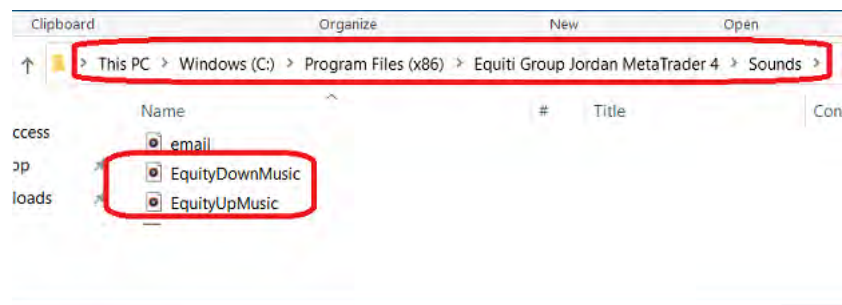 Clipboard Organize New Open
This PC > Windows (C:) > Program Files (x86) > Equiti Group Jordan MetaTrader 4 > Sounds >
Name # Title Con
ccess email
op EquityDownMusic
loads EquityUpMusic